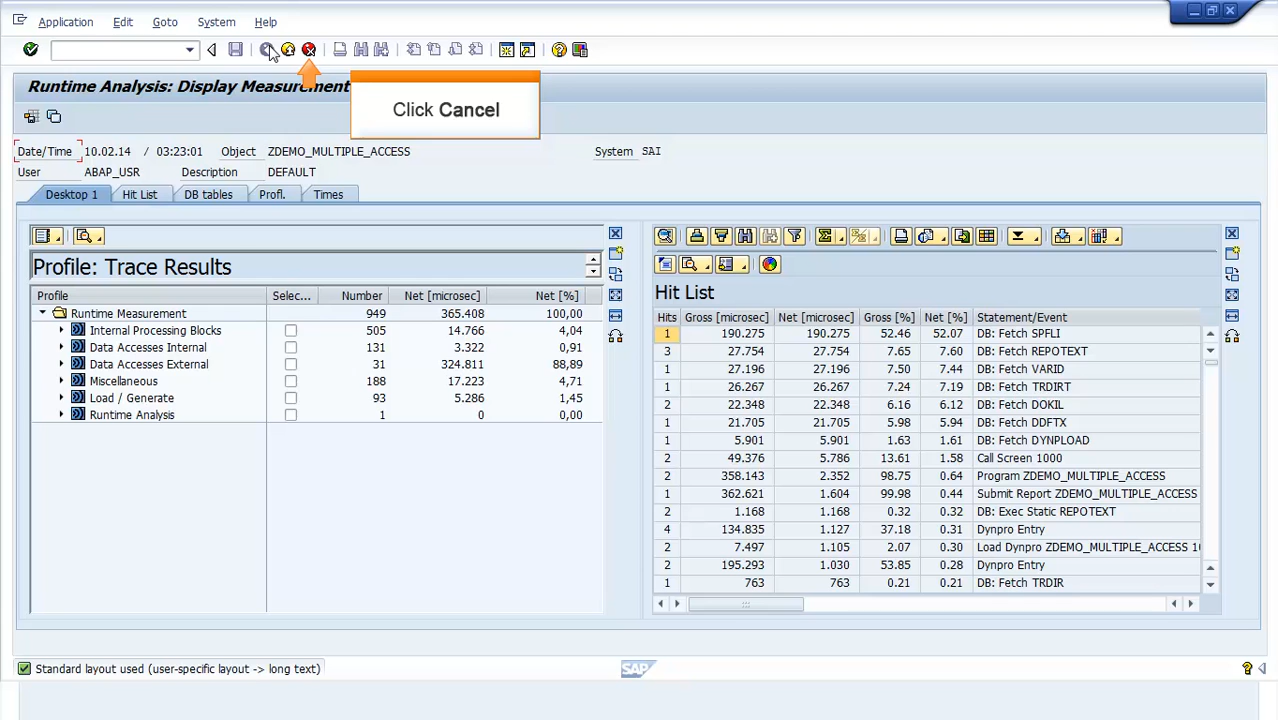 Application Edit Goto System Help
Runtime Analysis: Display Measurement
Click Cancel
Date/Time 10.02.14 / 03:23:01 Object ZDEMO_MULTIPLE_ACCESS System SAI
User ABAP_USR Description DEFAULT
Desktop 1 Hit List DB tables Profl. Times
Profile: Trace Results
Profile Selec... Number Net [microsec] Net [%]
Runtime Measurement 949 365.408 100,00
Internal Processing Blocks 505 14.766 4,04
Data Accesses Internal 131 3.322 0,91
Data Accesses External 31 324.811 88,89
Miscellaneous 188 17.223 4,71
Load / Generate 93 5.286 1,45
Runtime Analysis 1 0 0,00
Hit List
Hits Gross [microsec] Net [microsec] Gross [%] Net [%] Statement/Event
1 190.275 190.275 52.46 52.07 DB: Fetch SPFLI
3 27.754 27.754 7.65 7.60 DB: Fetch REPOTEXT
1 27.196 27.196 7.50 7.44 DB: Fetch VARID
1 26.267 26.267 7.24 7.19 DB: Fetch TRDIRT
2 22.348 22.348 6.16 6.12 DB: Fetch DOKIL
1 21.705 21.705 5.98 5.94 DB: Fetch DDFTX
1 5.901 5.901 1.63 1.61 DB: Fetch DYNPLOAD
2 49.376 5.786 13.61 1.58 Call Screen 1000
2 358.143 2.352 98.75 0.64 Program ZDEMO_MULTIPLE_ACCESS
1 362.621 1.604 99.98 0.44 Submit Report ZDEMO_MULTIPLE_ACCESS
2 1.168 1.168 0.32 0.32 DB: Exec Static REPOTEXT
4 134.835 1.127 37.18 0.31 Dynpro Entry
2 7.497 1.105 2.07 0.30 Load Dynpro ZDEMO_MULTIPLE_ACCESS 10
2 195.293 1.030 53.85 0.28 Dynpro Entry
1 763 763 0.21 0.21 DB: Fetch TRDIR
Standard layout used (user-specific layout -> long text)
SAP